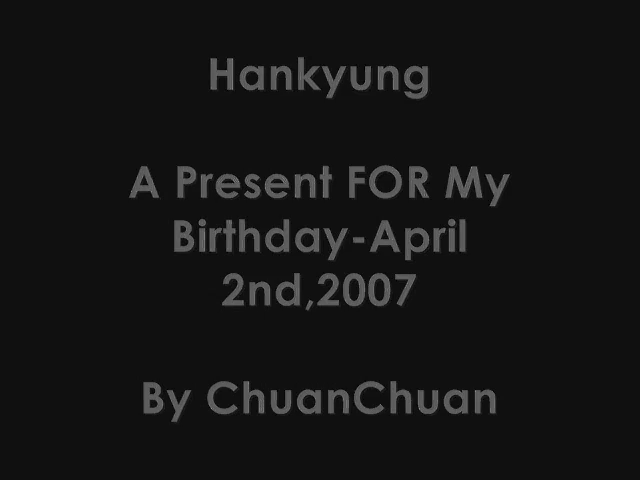 Hankyung
A Present FOR My
Birthday-April
2nd,2007
By ChuanChuan